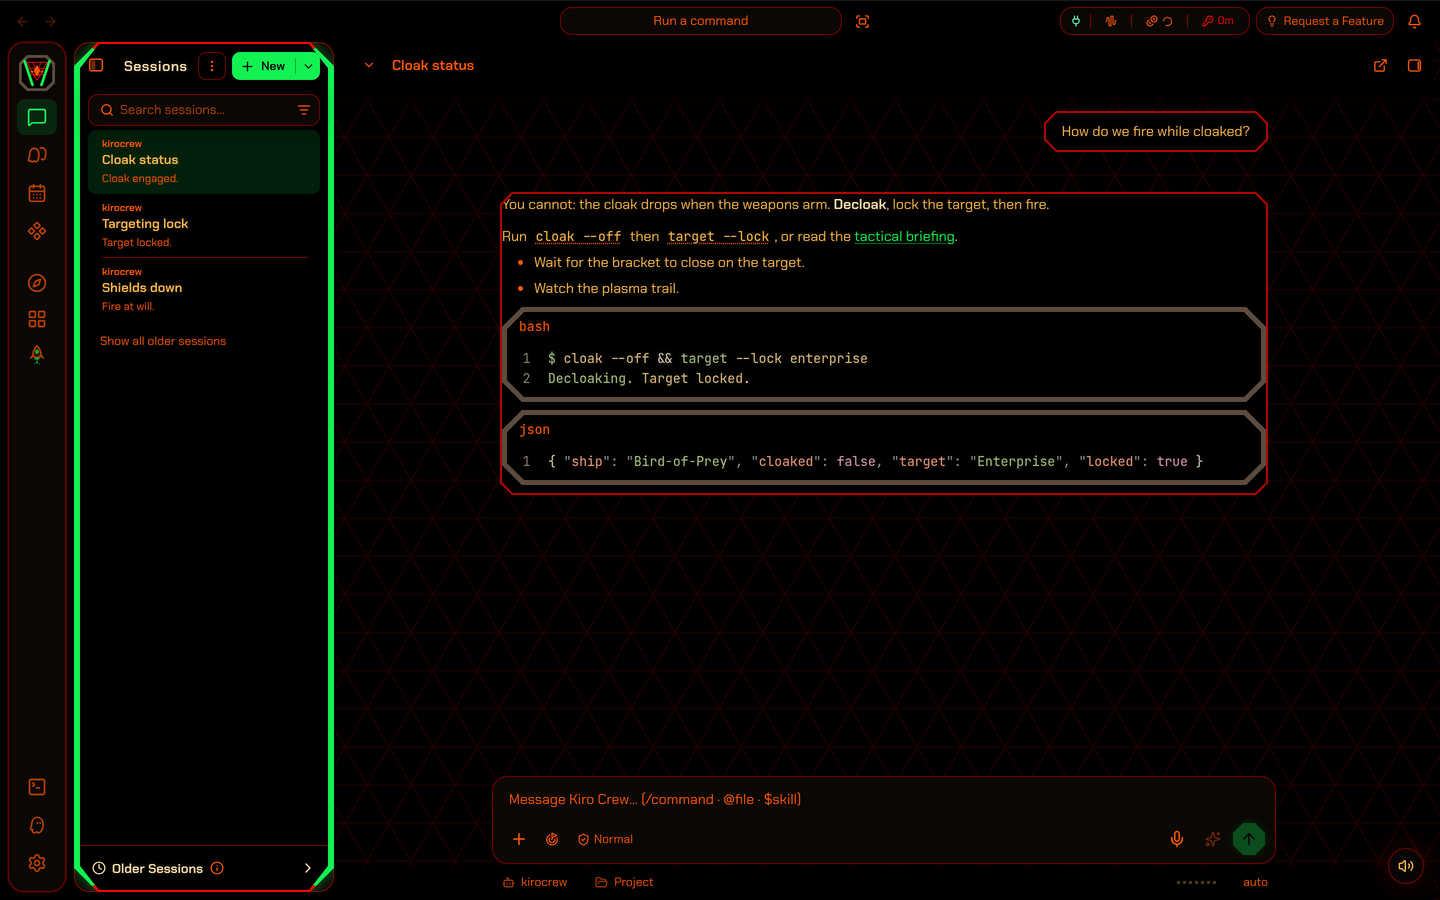 Run a command
0m
Request a Feature
Sessions
New
Search sessions...
kirocrew
Cloak status
Cloak engaged.
kirocrew
Targeting lock
Target locked.
kirocrew
Shields down
Fire at will.
Show all older sessions
Older Sessions
Cloak status
How do we fire while cloaked?
You cannot: the cloak drops when the weapons arm. Decloak, lock the target, then fire.
Run cloak --off then target --lock , or read the tactical briefing.
• Wait for the bracket to close on the target.
• Watch the plasma trail.
bash
1 $ cloak --off && target --lock enterprise
2 Decloaking. Target locked.
json
1 { "ship": "Bird-of-Prey", "cloaked": false, "target": "Enterprise", "locked": true }
Message Kiro Crew... (/command · @file · $skill)
Normal
kirocrew
Project
auto